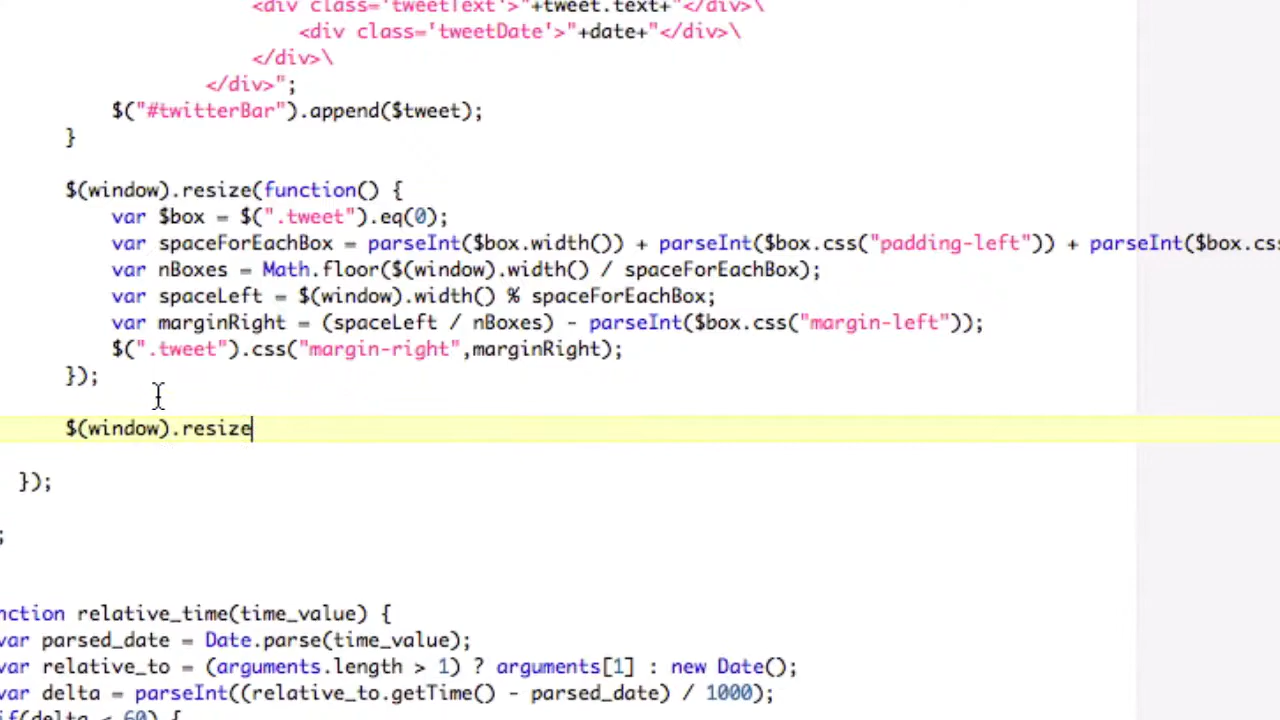 <div class='tweetText'>"+tweet.text+"</div>\
<div class='tweetDate'>"+date+"</div>\
</div>\
</div>";
$("#twitterBar").append($tweet);
}
$(window).resize(function() {
var $box = $(".tweet").eq(0);
var spaceForEachBox = parseInt($box.width()) + parseInt($box.css("padding-left")) + parseInt($box.css
var nBoxes = Math.floor($(window).width() / spaceForEachBox);
var spaceLeft = $(window).width() % spaceForEachBox;
var marginRight = (spaceLeft / nBoxes) - parseInt($box.css("margin-left"));
$(".tweet").css("margin-right",marginRight);
});
$(window).resize
});
;
nction relative_time(time_value) {
var parsed_date = Date.parse(time_value);
var relative_to = (arguments.length > 1) ? arguments[1] : new Date();
var delta = parseInt((relative_to.getTime() - parsed_date) / 1000);
if(delta < 60) {